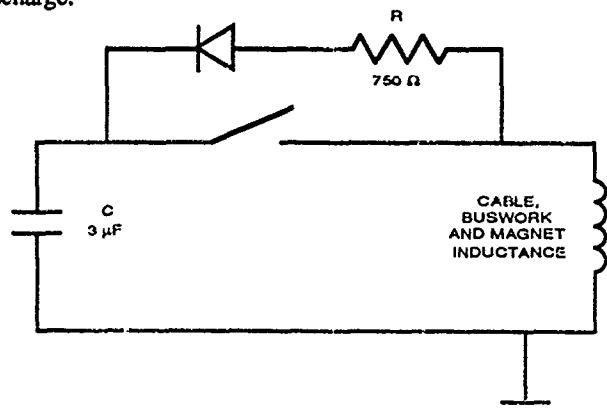 R
750 Ω
C
3 µF
CABLE,
BUSWORK
AND MAGNET
INDUCTANCE